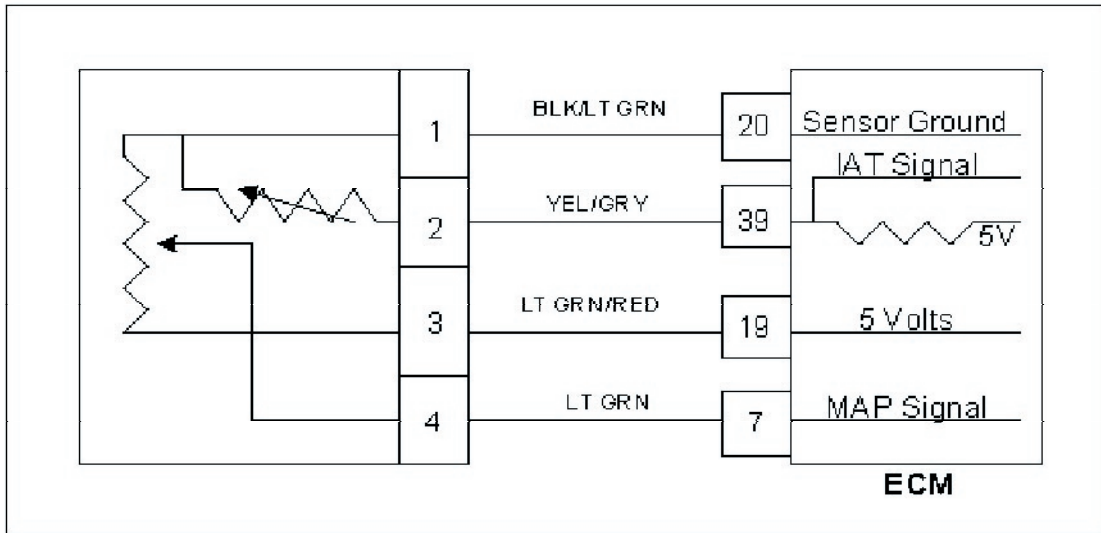 1 BLK/LT GRN 20 Sensor Ground
IAT Signal
2 YEL/GRY 39 5V
3 LT GRN/RED 19 5 Volts
4 LT GRN 7 MAP Signal
ECM